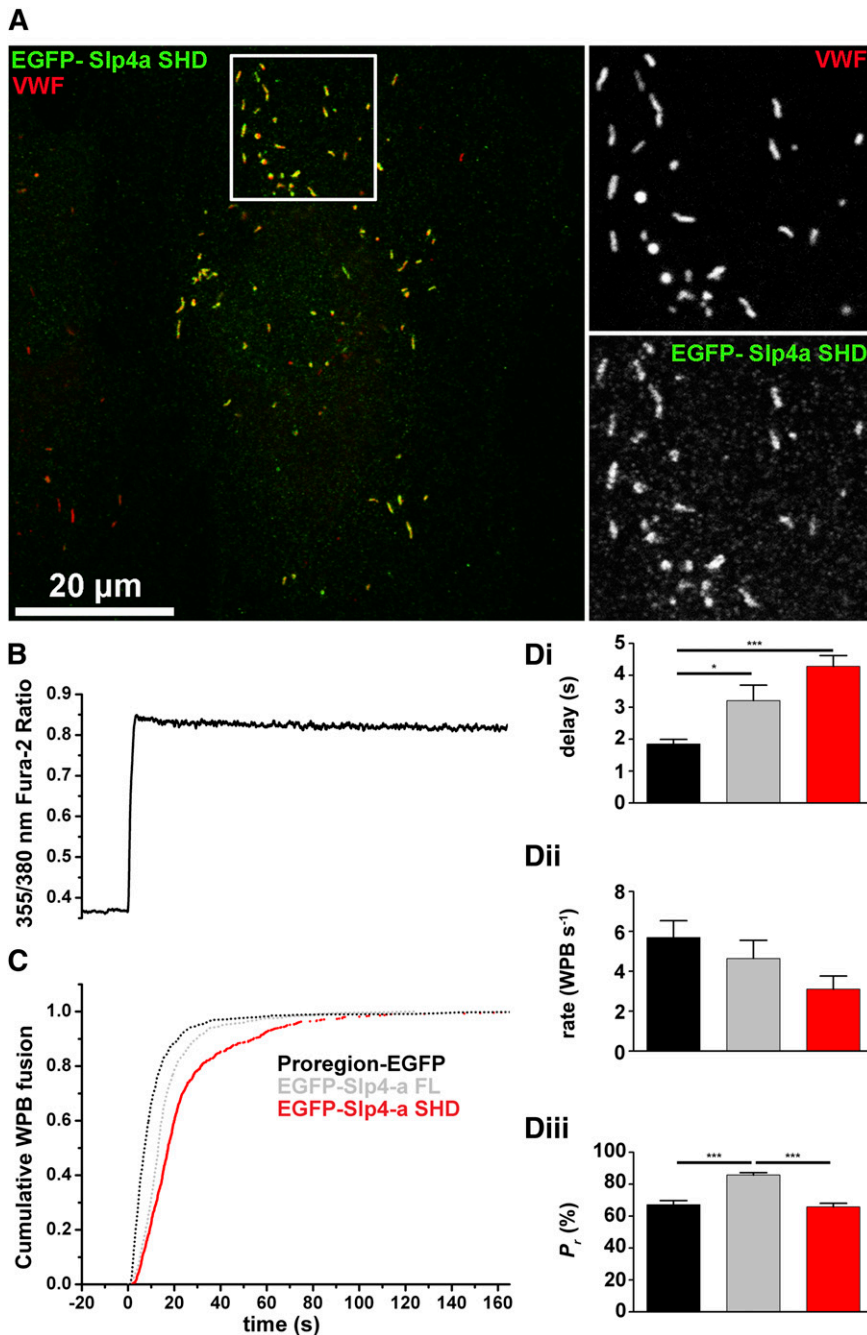 A
EGFP- Slp4a SHD
VWF
20 µm
VWF
EGFP- Slp4a SHD
B
355/380 nm Fura-2 Ratio
0.9
0.8
0.7
0.6
0.5
0.4
C
Cumulative WPB fusion
1.0
0.8
0.6
0.4
0.2
0.0
Proregion-EGFP
EGFP-Slp4-a FL
EGFP-Slp4-a SHD
-20 0 20 40 60 80 100 120 140 160
time (s)
Di
delay (s)
5
4
3
2
1
0
***
*
Dii
rate (WPB s⁻¹)
8
6
4
2
0
Diii
Pr (%)
100
80
60
40
20
0
*** ***